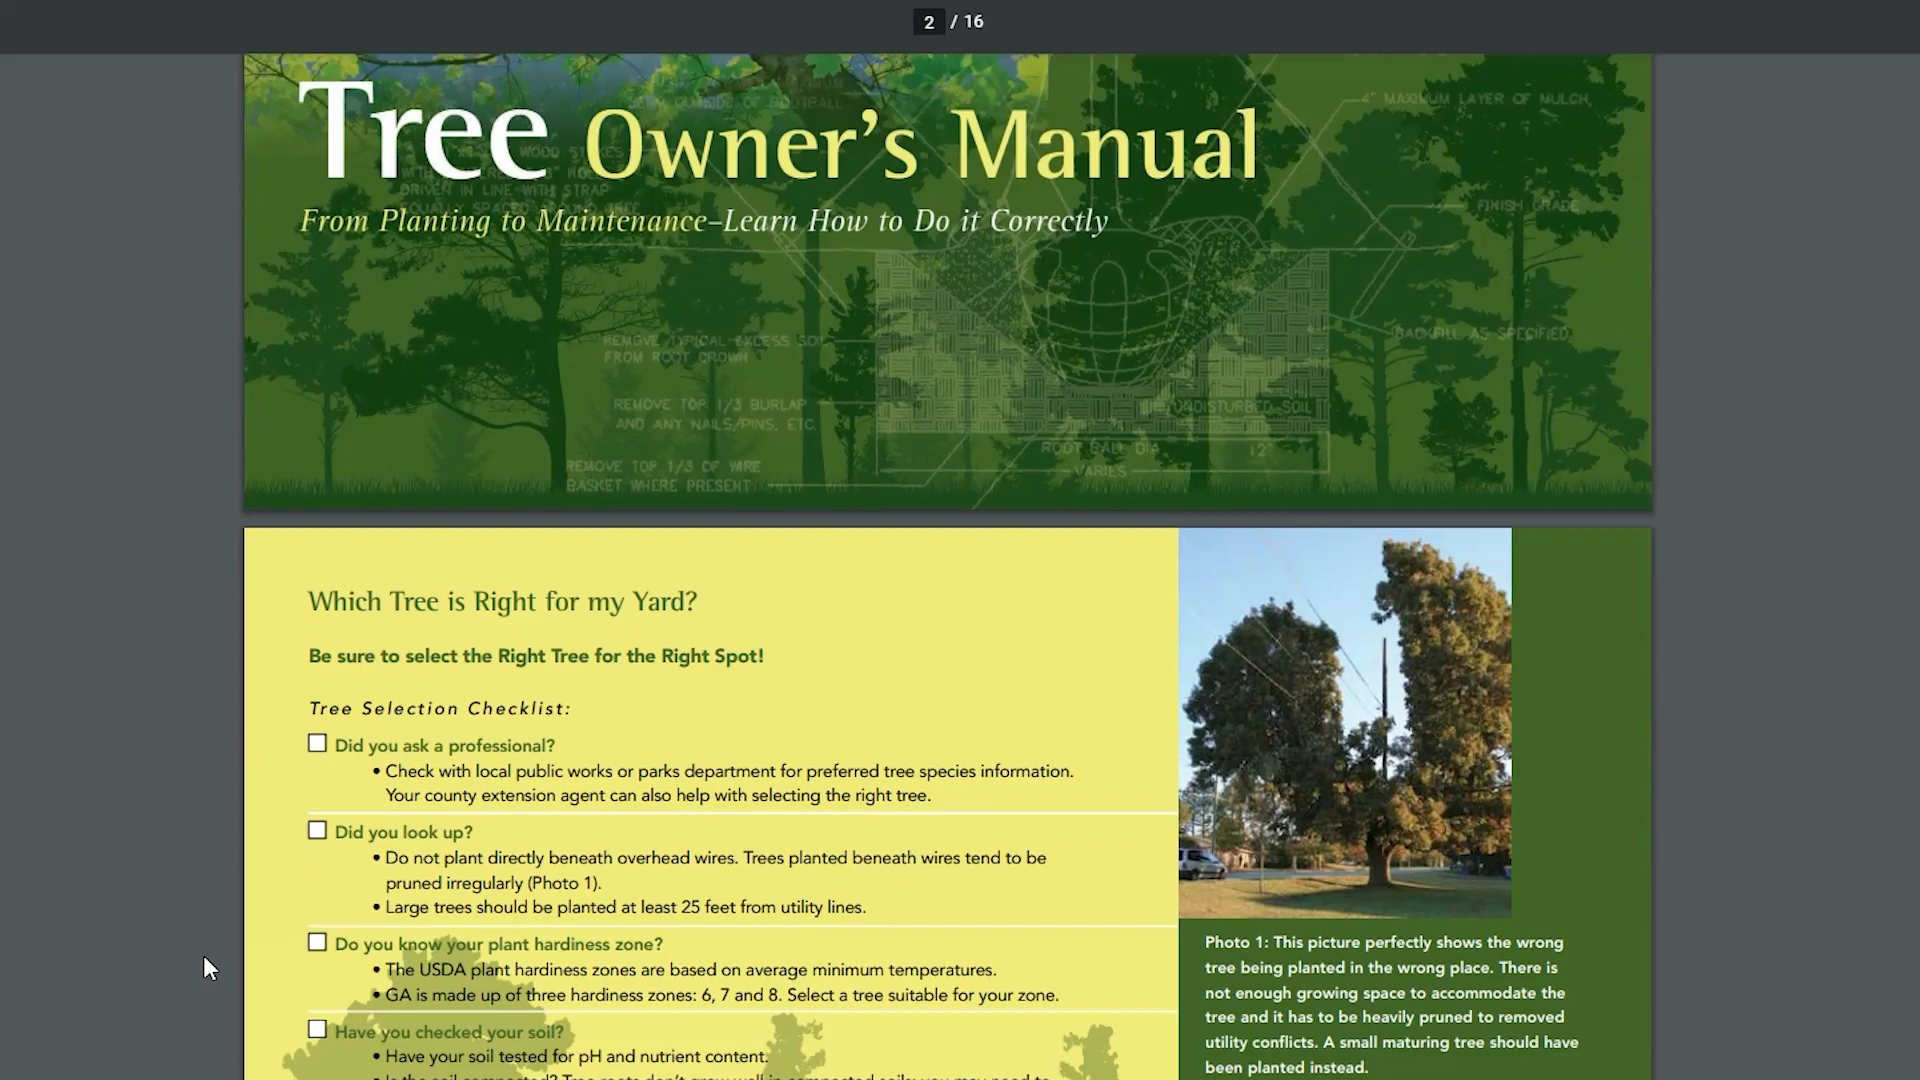 2 / 16
4" MAXIMUM LAYER OF MULCH,
Tree Owner's Manual
WOOD STAKES
DRIVEN IN LINE WITH STRAP
From Planting to Maintenance–Learn How to Do it Correctly
FINISH GRADE
BACKFILL AS SPECIFIED
REMOVE TYPICAL EXCESS SOIL
FROM ROOT CROWN
REMOVE TOP 1/3 BURLAP
AND ANY NAILS/PINS, ETC.
UNDISTURBED SOIL
ROOT BALL DIA
12"
VARIES
REMOVE TOP 1/3 OF WIRE
BASKET WHERE PRESENT
Which Tree is Right for my Yard?
Be sure to select the Right Tree for the Right Spot!
Tree Selection Checklist:
Did you ask a professional?
• Check with local public works or parks department for preferred tree species information.
Your county extension agent can also help with selecting the right tree.
Did you look up?
• Do not plant directly beneath overhead wires. Trees planted beneath wires tend to be
pruned irregularly (Photo 1).
• Large trees should be planted at least 25 feet from utility lines.
Do you know your plant hardiness zone?
• The USDA plant hardiness zones are based on average minimum temperatures.
• GA is made up of three hardiness zones: 6, 7 and 8. Select a tree suitable for your zone.
Have you checked your soil?
• Have your soil tested for pH and nutrient content.
Photo 1: This picture perfectly shows the wrong
tree being planted in the wrong place. There is
not enough growing space to accommodate the
tree and it has to be heavily pruned to removed
utility conflicts. A small maturing tree should have
been planted instead.